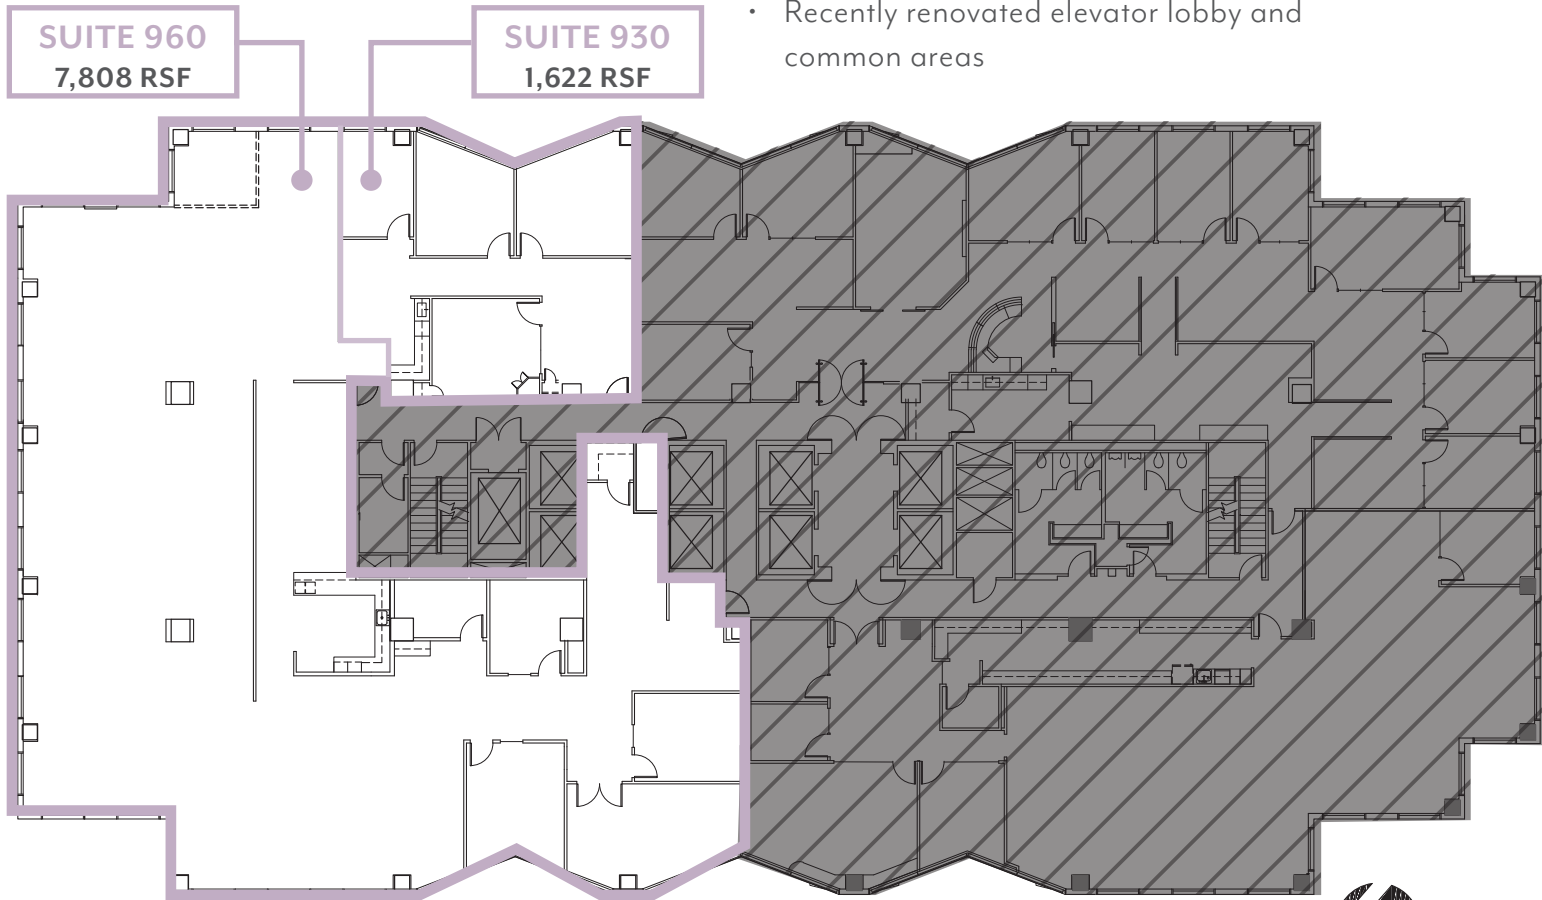 • Recently renovated elevator lobby and
common areas
SUITE 960
7,808 RSF
SUITE 930
1,622 RSF